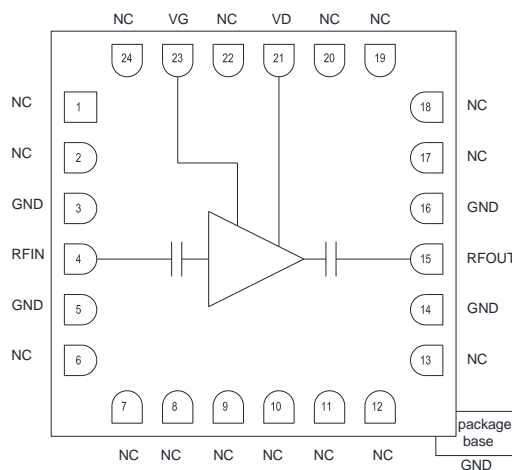 NC VG NC VD NC NC
24 23 22 21 20 19
NC 1 18 NC
NC 2 17 NC
GND 3 16 GND
RFIN 4 15 RFOUT
GND 5 14 GND
NC 6 13 NC
7 8 9 10 11 12
NC NC NC NC NC NC
package
base
GND